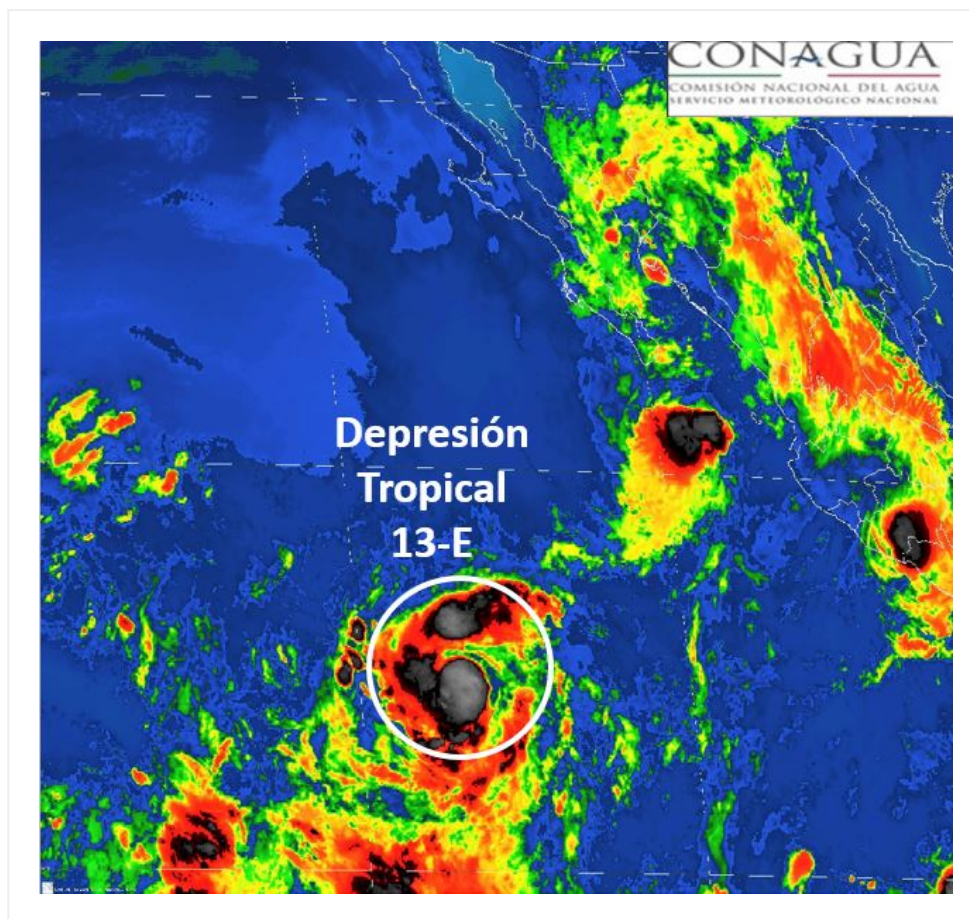 CONAGUA
COMISIÓN NACIONAL DEL AGUA
SERVICIO METEOROLÓGICO NACIONAL
Depresión
Tropical
13-E